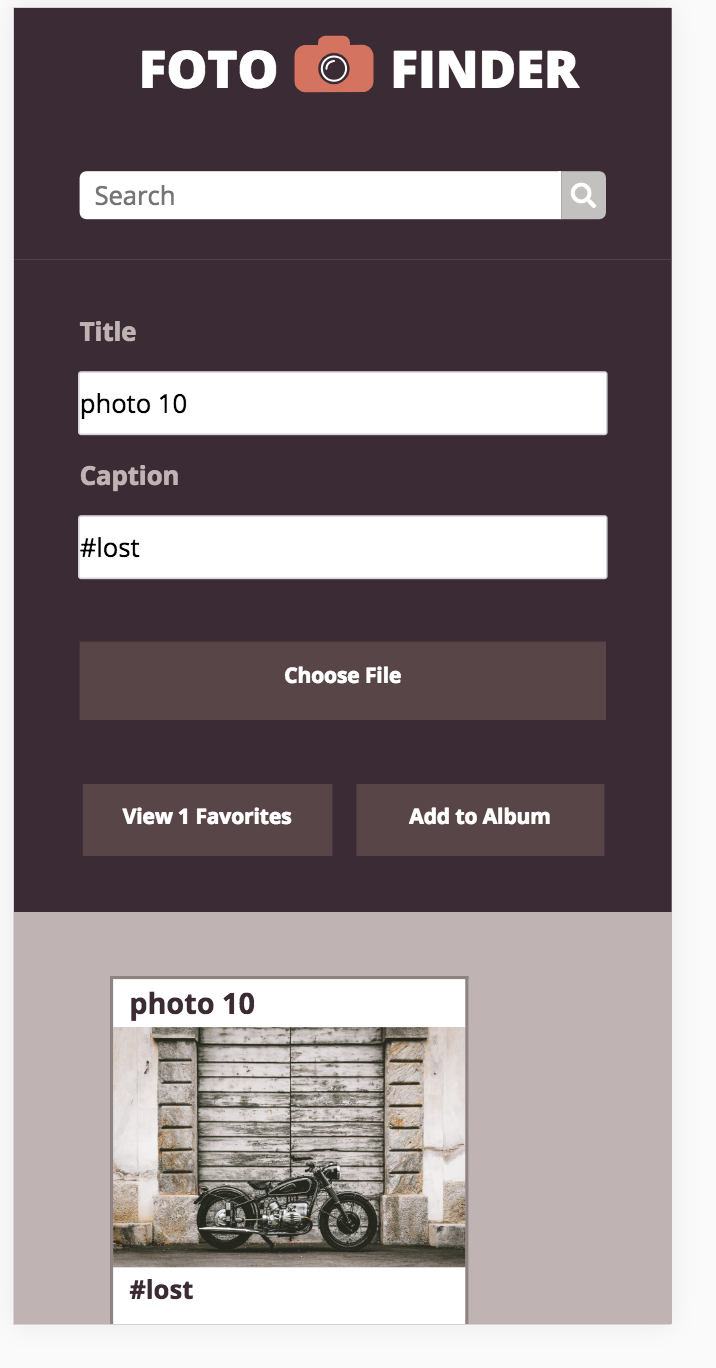 FOTO FINDER
Search
Title
photo 10
Caption
#lost
Choose File
View 1 Favorites Add to Album
photo 10
#lost